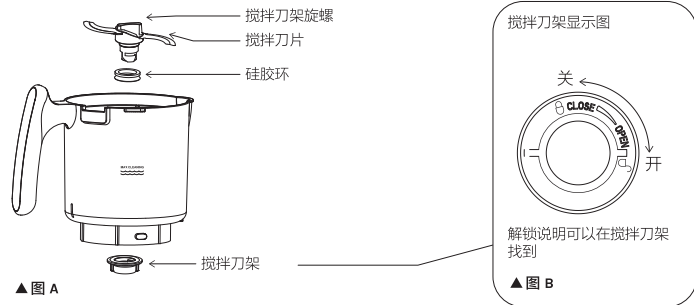 搅拌刀架旋螺
搅拌刀片
硅胶环
MAX CLEANING
搅拌刀架
▲图 A
搅拌刀架显示图
关
CLOSE
OPEN
开
解锁说明可以在搅拌刀架
找到
▲图 B